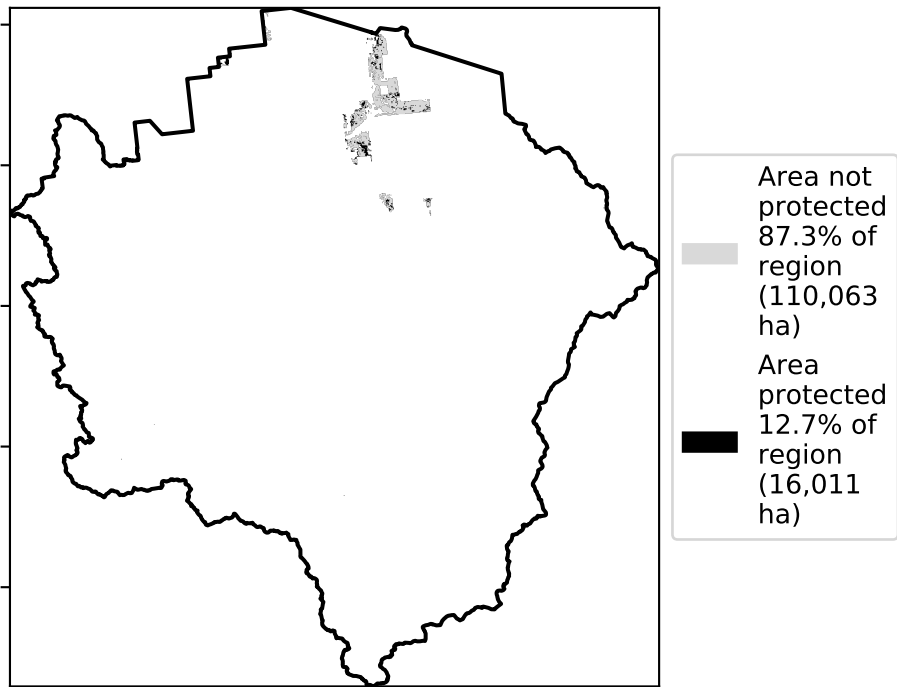 Area not
protected
87.3% of
region
(110,063
ha)
Area
protected
12.7% of
region
(16,011
ha)